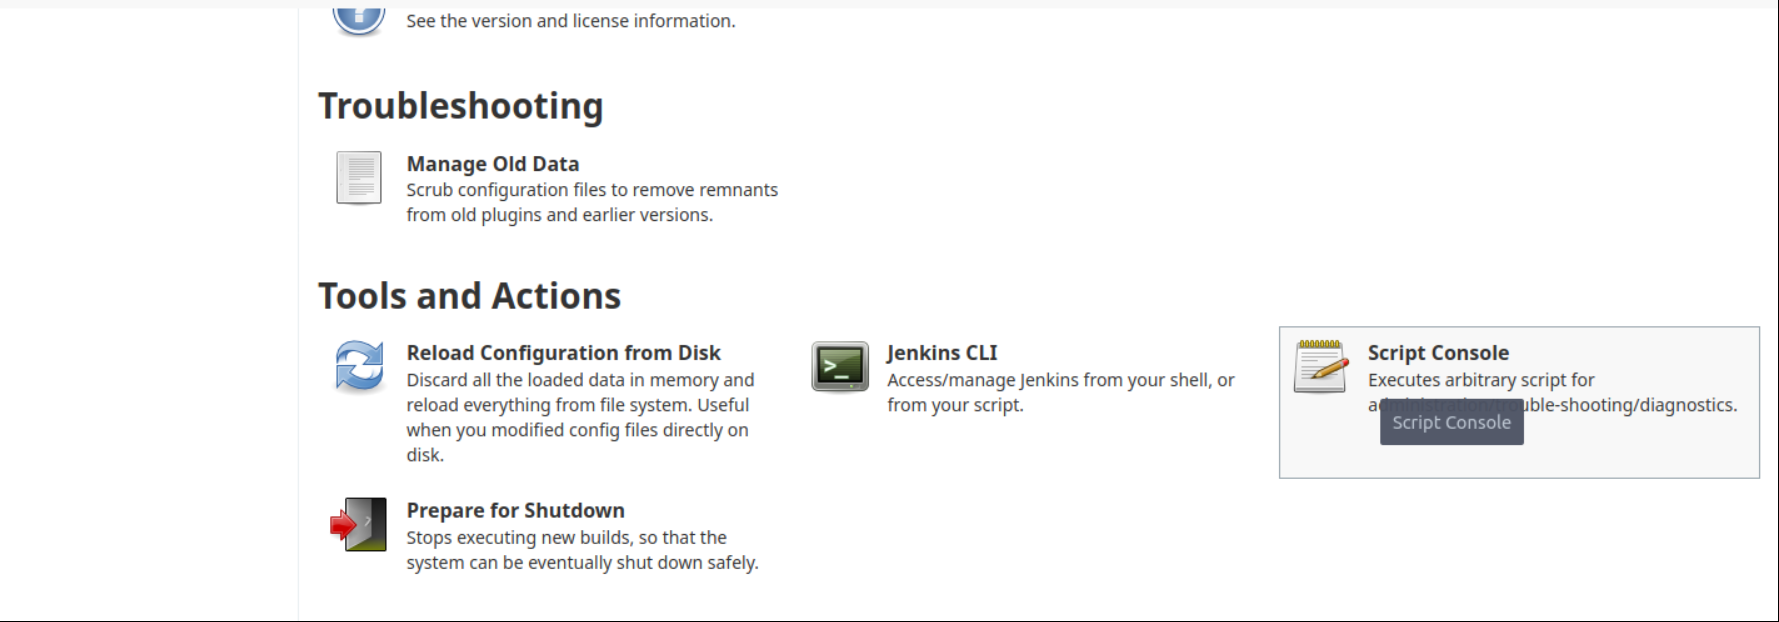 See the version and license information.
Troubleshooting
Manage Old Data
Scrub configuration files to remove remnants
from old plugins and earlier versions.
Tools and Actions
Reload Configuration from Disk
Discard all the loaded data in memory and
reload everything from file system. Useful
when you modified config files directly on
disk.
Jenkins CLI
Access/manage Jenkins from your shell, or
from your script.
Script Console
Executes arbitrary script for
administration/trouble-shooting/diagnostics.
Script Console
Prepare for Shutdown
Stops executing new builds, so that the
system can be eventually shut down safely.